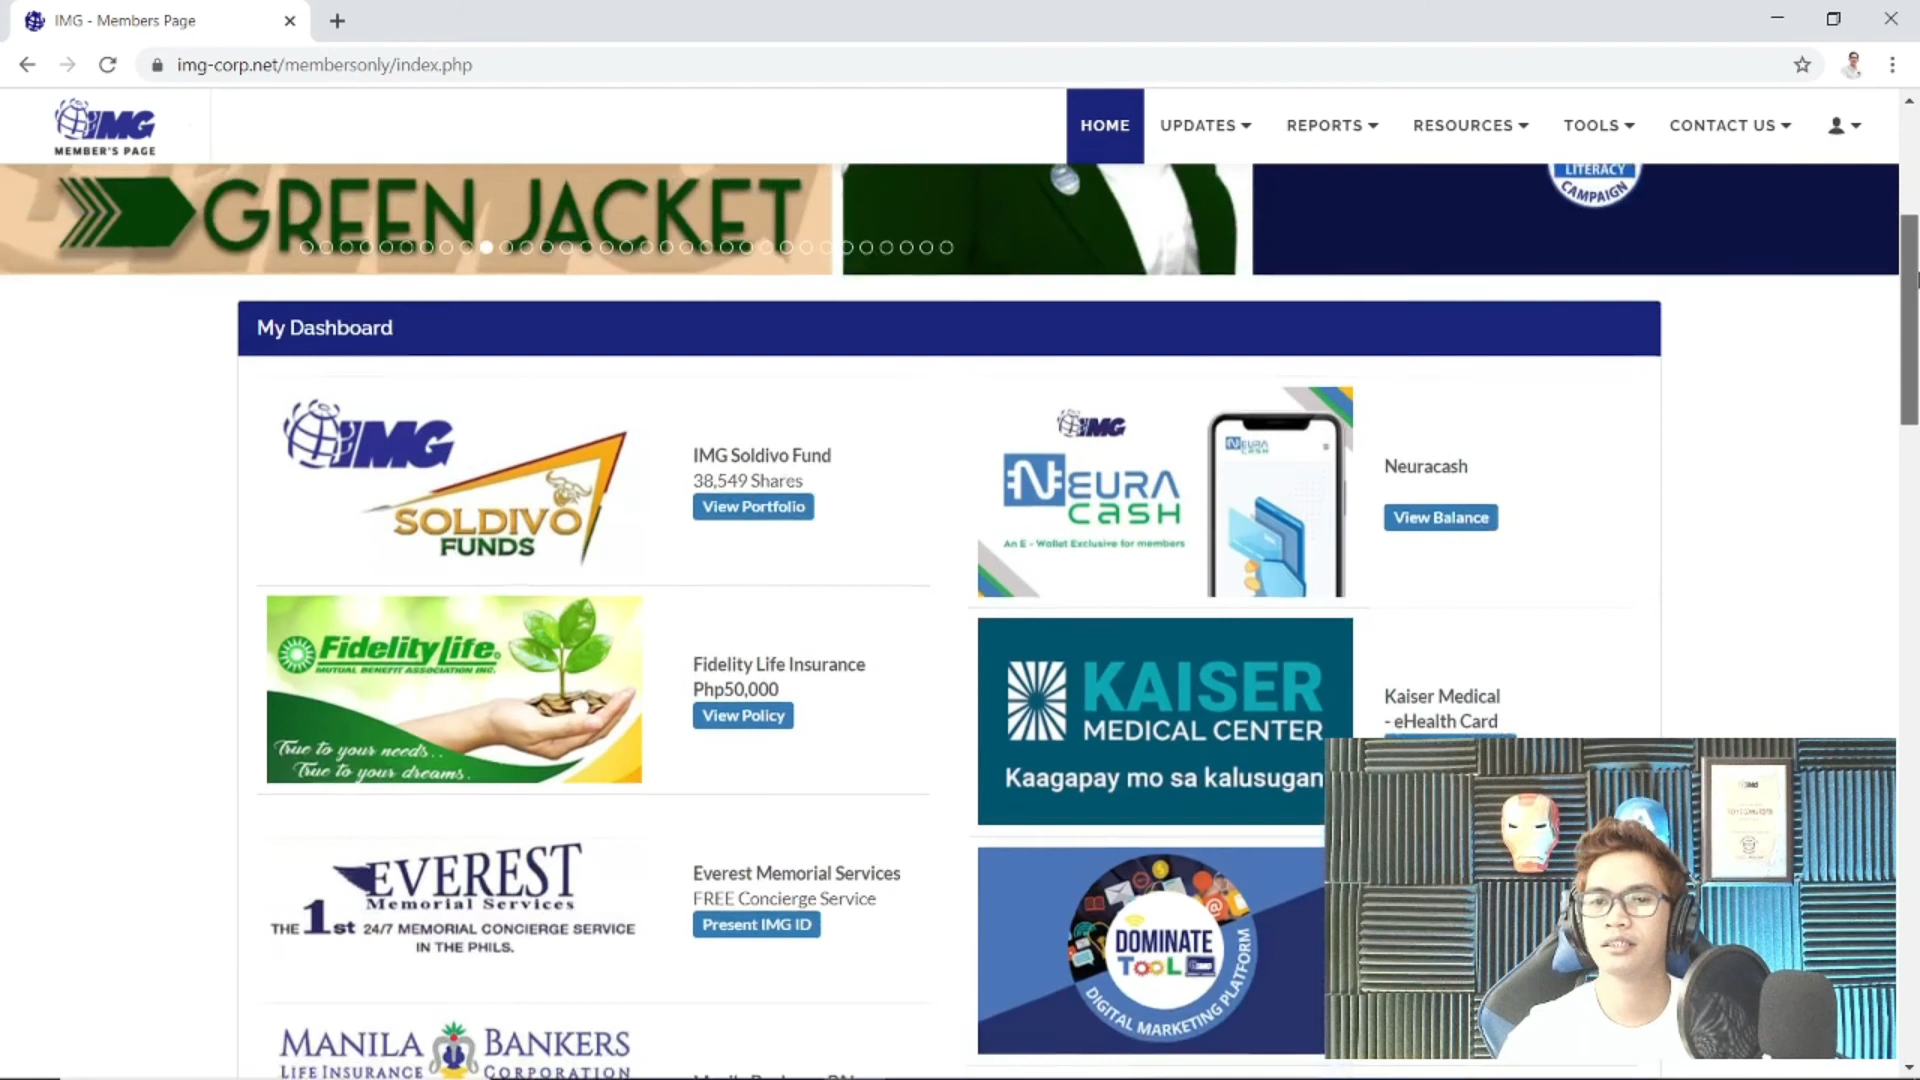 IMG - Members Page
img-corp.net/membersonly/index.php
IMG
MEMBER'S PAGE
HOME
UPDATES
REPORTS
RESOURCES
TOOLS
CONTACT US
GREEN JACKET
LITERACY
CAMPAIGN
My Dashboard
IMG
SOLDIVO
FUNDS
IMG Soldivo Fund
38,549 Shares
View Portfolio
IMG
NEURA
CASH
An E - Wallet Exclusive for members
NEURA
CASH
Neuracash
View Balance
Fidelity Life
MUTUAL BENEFIT ASSOCIATION INC.
True to your needs..
True to your dreams.
Fidelity Life Insurance
Php50,000
View Policy
KAISER
MEDICAL CENTER
Kaagapay mo sa kalusugan
Kaiser Medical
- eHealth Card
EVEREST
Memorial Services
THE 1st 24/7 MEMORIAL CONCIERGE SERVICE
IN THE PHILS.
Everest Memorial Services
FREE Concierge Service
Present IMG ID
DOMINATE
TOOL
DIGITAL MARKETING PLATFORM
MANILA BANKERS
LIFE INSURANCE CORPORATION